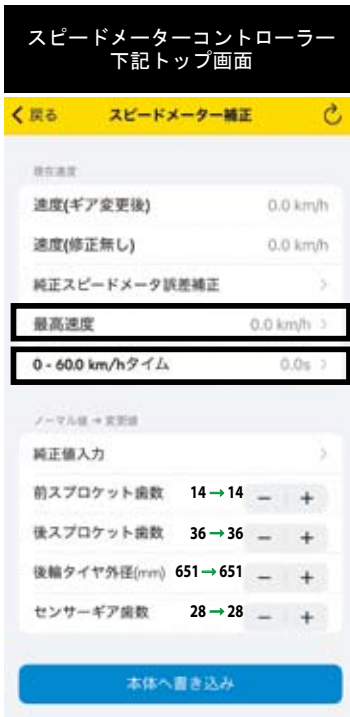 スピードメーターコントローラー
下記トップ画面
戻る スピードメーター補正
現在速度
速度(ギア変更後) 0.0 km/h
速度(修正無し) 0.0 km/h
純正スピードメータ誤差補正
最高速度 0.0 km/h
0 - 60.0 km/hタイム 0.0s
ノーマル値 → 変更値
純正値入力
前スプロケット歯数 14→14 − +
後スプロケット歯数 36→36 − +
後輪タイヤ外径(mm) 651→651 − +
センサーギア歯数 28→28 − +
本体へ書き込み